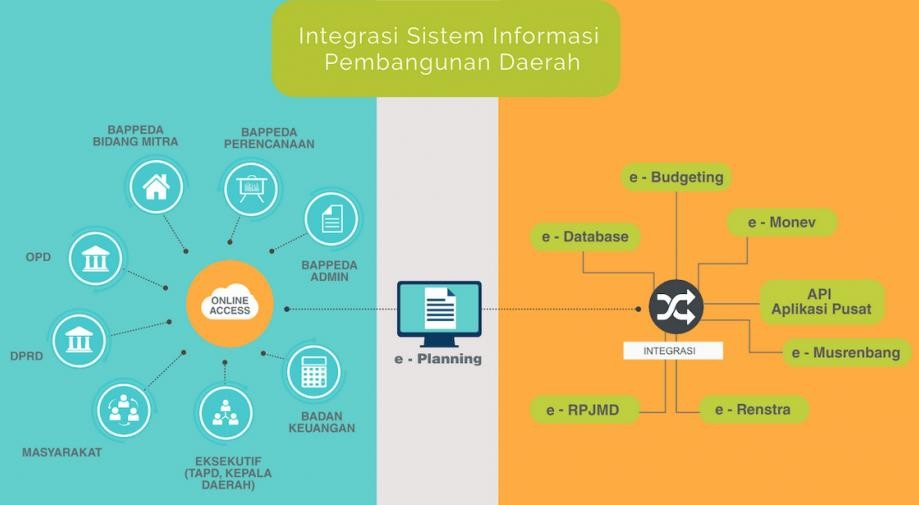 Integrasi Sistem Informasi
Pembangunan Daerah
BAPPEDA
BIDANG MITRA
BAPPEDA
PERENCANAAN
BAPPEDA
ADMIN
OPD
DPRD
MASYARAKAT
EKSEKUTIF
(TAPD, KEPALA
DAERAH)
BADAN
KEUANGAN
ONLINE
ACCESS
e - Planning
e - Budgeting
e - Database
e - Monev
API
Aplikasi Pusat
e - Musrenbang
INTEGRASI
e - RPJMD
e - Renstra